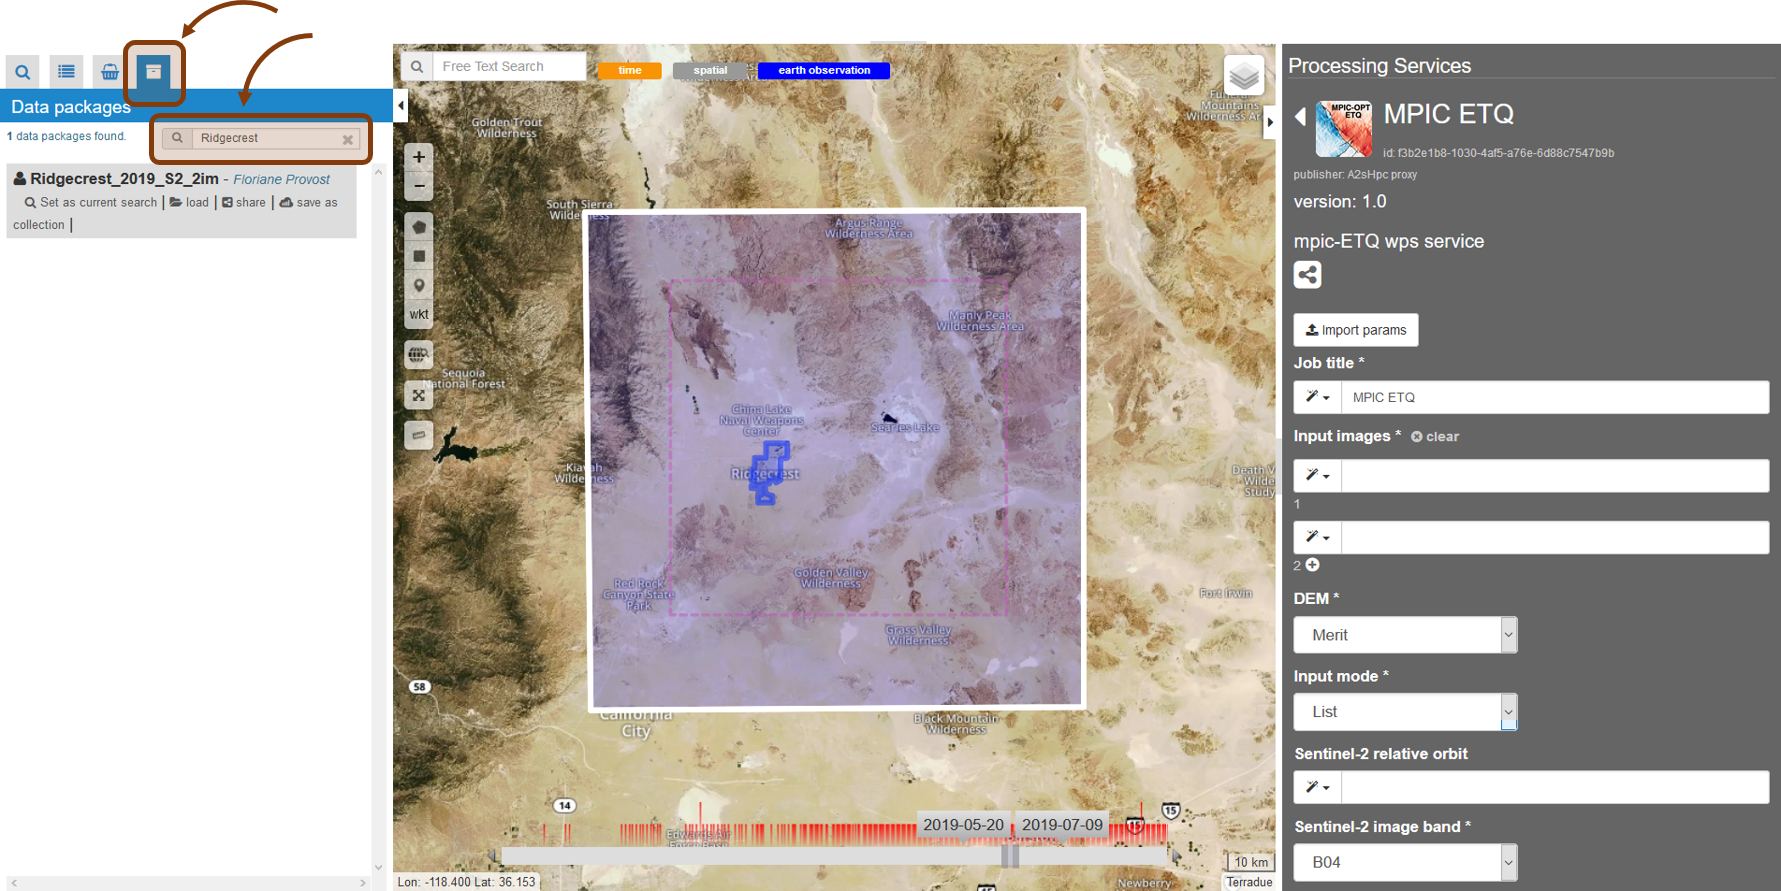 Data packages
1 data packages found.
Ridgecrest
Ridgecrest_2019_S2_2im - Floriane Provost
Set as current search | load | share | save as
collection |
Free Text Search
time
spatial
earth observation
wkt
Golden Trout
Wilderness
South Sierra
Wilderness
Argus Range
Wilderness Area
Manly Peak
Wilderness Area
Sequoia
National Forest
China Lake
Naval Weapons
Center
Searles Lake
Ridgecrest
Kiavah
Wilderness
Death V
Wilde
Study
Golden Valley
Wilderness
Red Rock
Canyon State
Park
Fort Irwin
Grass Valley
Wilderness
58
California
City
Black Mountain
Wilderness
14
15
15
Edwards Air
Force Base
2019-05-20
2019-07-09
10 km
Lon: -118.400 Lat: 36.153
Newberry
Terradue
Mountains
Wilderness Ar
Processing Services
MPIC-OPT
ETQ
MPIC ETQ
id: f3b2e1b8-1030-4af5-a76e-6d88c7547b9b
publisher: A2sHpc proxy
version: 1.0
mpic-ETQ wps service
Import params
Job title *
MPIC ETQ
Input images * clear
1
2
DEM *
Merit
Input mode *
List
Sentinel-2 relative orbit
Sentinel-2 image band *
B04